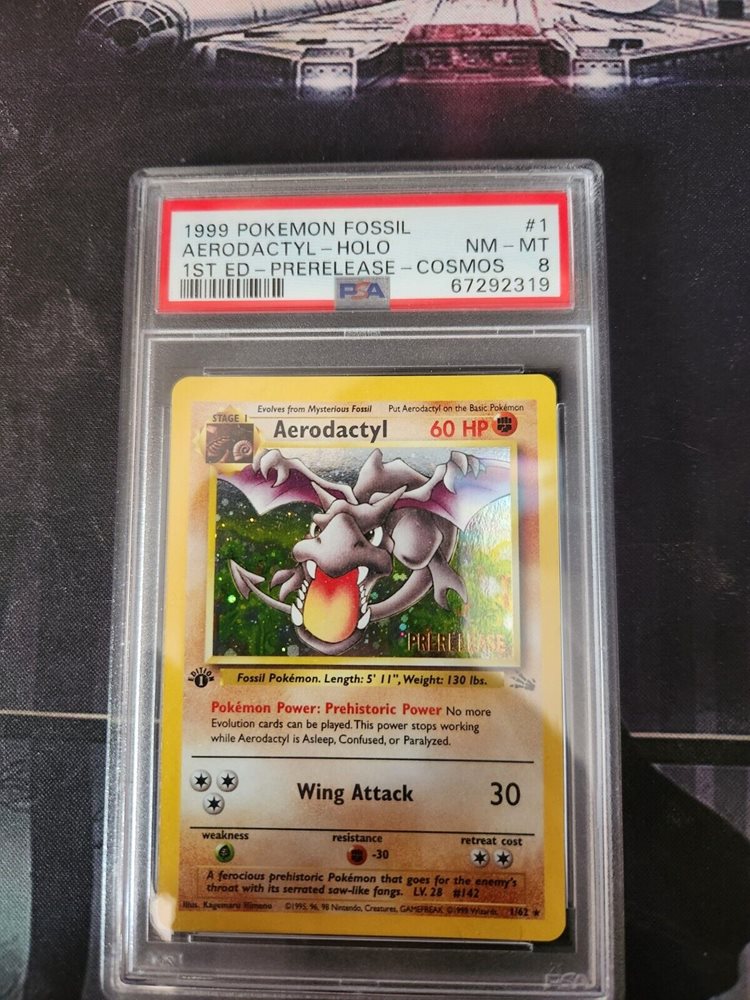 1999 POKEMON FOSSIL #1
AERODACTYL-HOLO NM-MT
1ST ED-PRERELEASE-COSMOS 8
PSA 67292319
Evolves from Mysterious Fossil Put Aerodactyl on the Basic Pokémon
STAGE 1
Aerodactyl 60 HP
PRERELEASE
EDITION
1
Fossil Pokémon. Length: 5' 11", Weight: 130 lbs.
Pokémon Power: Prehistoric Power No more
Evolution cards can be played. This power stops working
while Aerodactyl is Asleep, Confused, or Paralyzed.
Wing Attack 30
weakness resistance retreat cost
-30
A ferocious prehistoric Pokémon that goes for the enemy's
throat with its serrated saw-like fangs. LV. 28 #142
Illus. Kagemaru Himeno ©1995, 96, 98 Nintendo, Creatures, GAMEFREAK. ©1999 Wizards. 1/62 ★
PSA